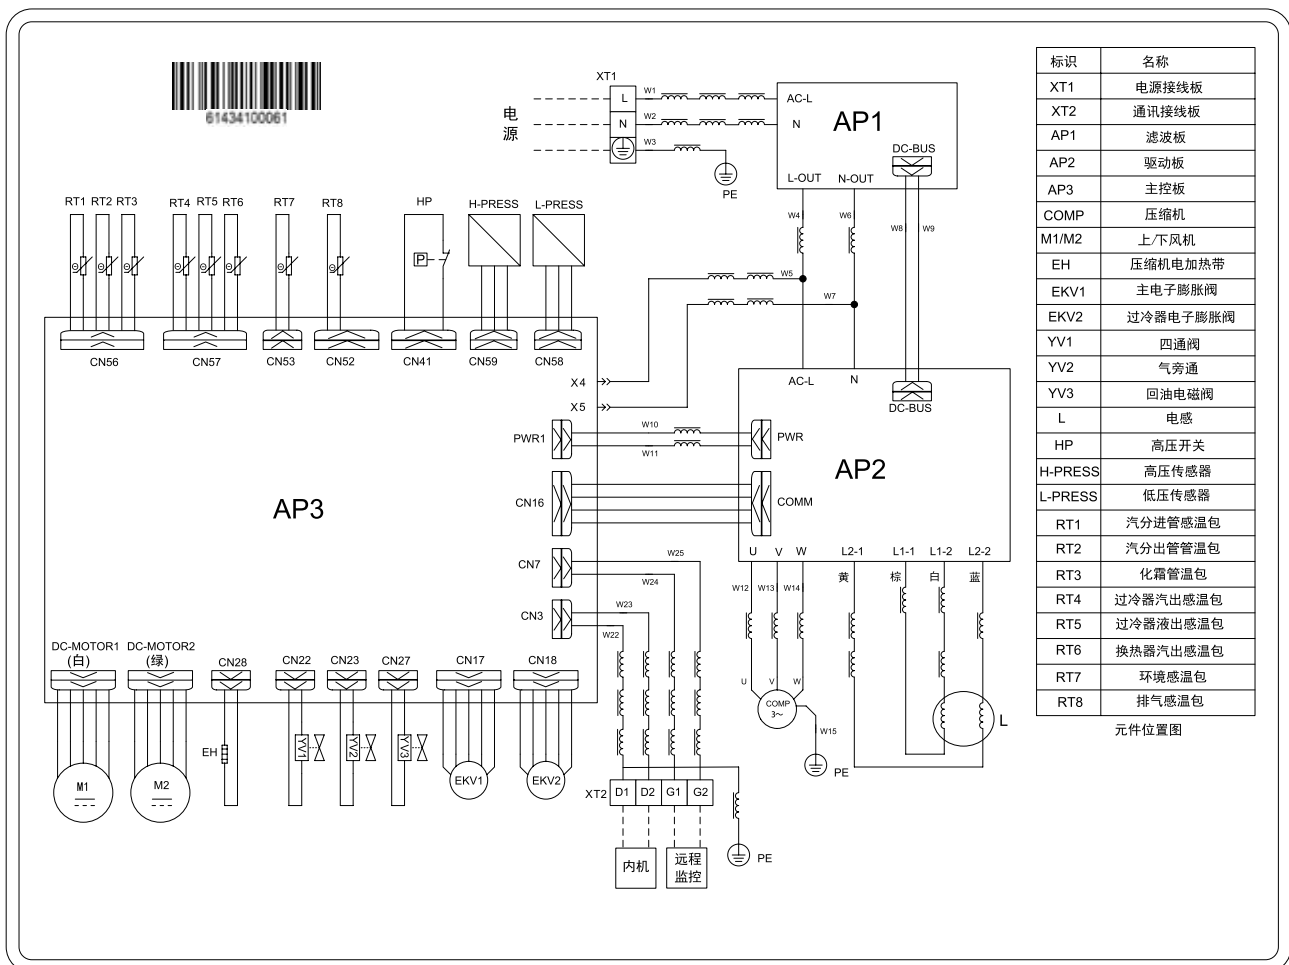 61434100061
XT1
电源
L
N
W1
W2
W3
PE
AC-L
N
AP1
DC-BUS
L-OUT
N-OUT
W4
W6
W8
W9
W5
W7
RT1 RT2 RT3
RT4 RT5 RT6
RT7
RT8
HP
P
H-PRESS
L-PRESS
CN56
CN57
CN53
CN52
CN41
CN59
CN58
X4
X5
AP3
PWR1
CN16
CN7
CN3
W10
W11
W25
W24
W23
W22
AC-L
N
DC-BUS
PWR
AP2
COMM
U V W L2-1 L1-1 L1-2 L2-2
黄 棕 白 蓝
W12 W13 W14
U V W
COMP
3~
W15
PE
L
DC-MOTOR1
(白)
DC-MOTOR2
(绿)
CN28
CN22
CN23
CN27
CN17
CN18
M1
M2
EH
YV1
YV2
YV3
EKV1
EKV2
XT2 D1 D2 G1 G2
内机
远程
监控
PE
标识 名称
XT1 电源接线板
XT2 通讯接线板
AP1 滤波板
AP2 驱动板
AP3 主控板
COMP 压缩机
M1/M2 上/下风机
EH 压缩机电加热带
EKV1 主电子膨胀阀
EKV2 过冷器电子膨胀阀
YV1 四通阀
YV2 气旁通
YV3 回油电磁阀
L 电感
HP 高压开关
H-PRESS 高压传感器
L-PRESS 低压传感器
RT1 汽分进管感温包
RT2 汽分出管管温包
RT3 化霜管温包
RT4 过冷器汽出感温包
RT5 过冷器液出感温包
RT6 换热器汽出感温包
RT7 环境感温包
RT8 排气感温包
元件位置图